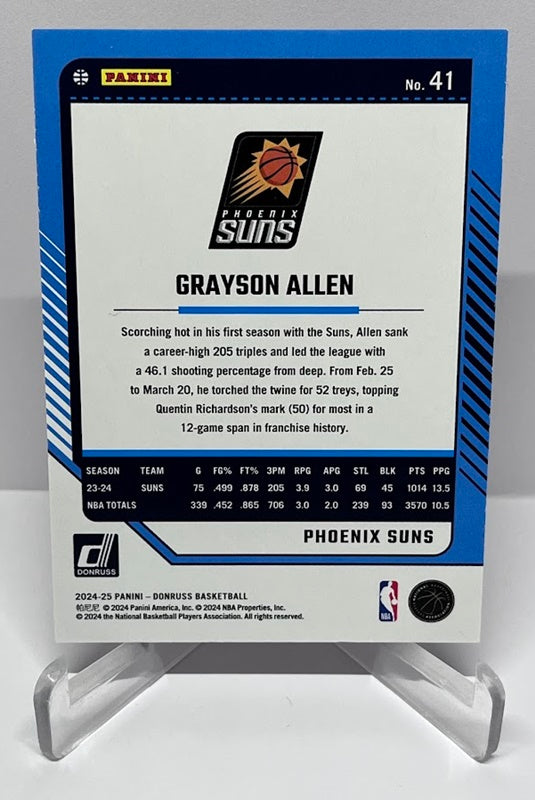 PANINI
No. 41
PHOENIX
SUNS
GRAYSON ALLEN
Scorching hot in his first season with the Suns, Allen sank
a career-high 205 triples and led the league with
a 46.1 shooting percentage from deep. From Feb. 25
to March 20, he torched the twine for 52 treys, topping
Quentin Richardson's mark (50) for most in a
12-game span in franchise history.
SEASON TEAM G FG% FT% 3PM RPG APG STL BLK PTS PPG
23-24 SUNS 75 .499 .878 205 3.9 3.0 69 45 1014 13.5
NBA TOTALS 339 .452 .865 706 3.0 2.0 239 93 3570 10.5
PHOENIX SUNS
DONRUSS
2024-25 PANINI – DONRUSS BASKETBALL
帕尼尼 © 2024 Panini America, Inc. © 2024 NBA Properties, Inc.
© 2024 the National Basketball Players Association. All rights reserved.
NBA